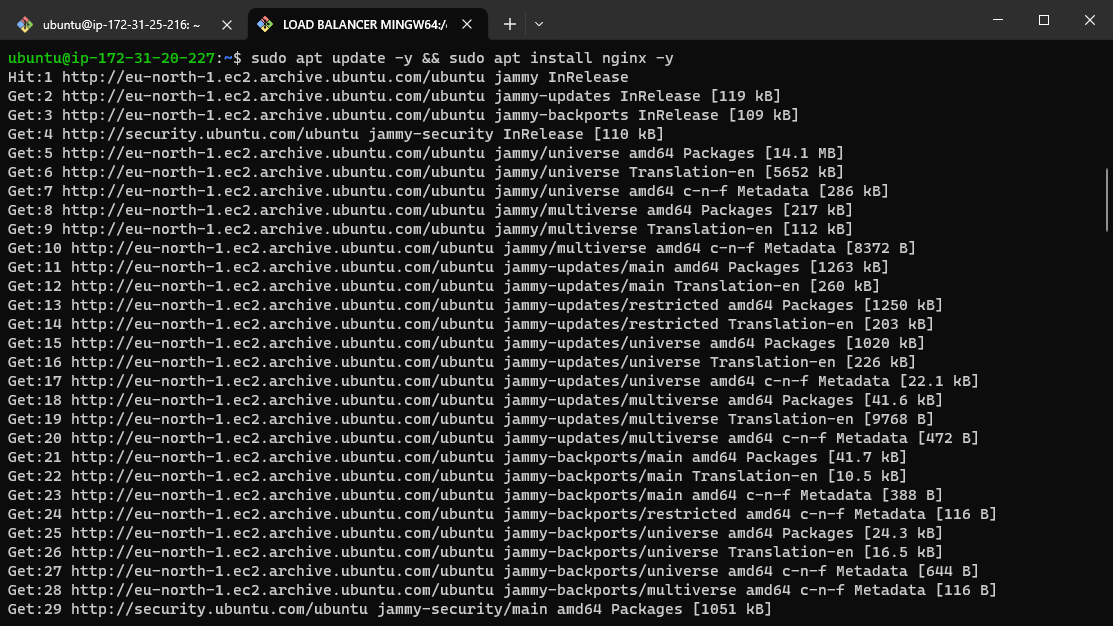 ubuntu@ip-172-31-25-216: ~
LOAD BALANCER MINGW64:/
ubuntu@ip-172-31-20-227:~$ sudo apt update -y && sudo apt install nginx -y
Hit:1 http://eu-north-1.ec2.archive.ubuntu.com/ubuntu jammy InRelease
Get:2 http://eu-north-1.ec2.archive.ubuntu.com/ubuntu jammy-updates InRelease [119 kB]
Get:3 http://eu-north-1.ec2.archive.ubuntu.com/ubuntu jammy-backports InRelease [109 kB]
Get:4 http://security.ubuntu.com/ubuntu jammy-security InRelease [110 kB]
Get:5 http://eu-north-1.ec2.archive.ubuntu.com/ubuntu jammy/universe amd64 Packages [14.1 MB]
Get:6 http://eu-north-1.ec2.archive.ubuntu.com/ubuntu jammy/universe Translation-en [5652 kB]
Get:7 http://eu-north-1.ec2.archive.ubuntu.com/ubuntu jammy/universe amd64 c-n-f Metadata [286 kB]
Get:8 http://eu-north-1.ec2.archive.ubuntu.com/ubuntu jammy/multiverse amd64 Packages [217 kB]
Get:9 http://eu-north-1.ec2.archive.ubuntu.com/ubuntu jammy/multiverse Translation-en [112 kB]
Get:10 http://eu-north-1.ec2.archive.ubuntu.com/ubuntu jammy/multiverse amd64 c-n-f Metadata [8372 B]
Get:11 http://eu-north-1.ec2.archive.ubuntu.com/ubuntu jammy-updates/main amd64 Packages [1263 kB]
Get:12 http://eu-north-1.ec2.archive.ubuntu.com/ubuntu jammy-updates/main Translation-en [260 kB]
Get:13 http://eu-north-1.ec2.archive.ubuntu.com/ubuntu jammy-updates/restricted amd64 Packages [1250 kB]
Get:14 http://eu-north-1.ec2.archive.ubuntu.com/ubuntu jammy-updates/restricted Translation-en [203 kB]
Get:15 http://eu-north-1.ec2.archive.ubuntu.com/ubuntu jammy-updates/universe amd64 Packages [1020 kB]
Get:16 http://eu-north-1.ec2.archive.ubuntu.com/ubuntu jammy-updates/universe Translation-en [226 kB]
Get:17 http://eu-north-1.ec2.archive.ubuntu.com/ubuntu jammy-updates/universe amd64 c-n-f Metadata [22.1 kB]
Get:18 http://eu-north-1.ec2.archive.ubuntu.com/ubuntu jammy-updates/multiverse amd64 Packages [41.6 kB]
Get:19 http://eu-north-1.ec2.archive.ubuntu.com/ubuntu jammy-updates/multiverse Translation-en [9768 B]
Get:20 http://eu-north-1.ec2.archive.ubuntu.com/ubuntu jammy-updates/multiverse amd64 c-n-f Metadata [472 B]
Get:21 http://eu-north-1.ec2.archive.ubuntu.com/ubuntu jammy-backports/main amd64 Packages [41.7 kB]
Get:22 http://eu-north-1.ec2.archive.ubuntu.com/ubuntu jammy-backports/main Translation-en [10.5 kB]
Get:23 http://eu-north-1.ec2.archive.ubuntu.com/ubuntu jammy-backports/main amd64 c-n-f Metadata [388 B]
Get:24 http://eu-north-1.ec2.archive.ubuntu.com/ubuntu jammy-backports/restricted amd64 c-n-f Metadata [116 B]
Get:25 http://eu-north-1.ec2.archive.ubuntu.com/ubuntu jammy-backports/universe amd64 Packages [24.3 kB]
Get:26 http://eu-north-1.ec2.archive.ubuntu.com/ubuntu jammy-backports/universe Translation-en [16.5 kB]
Get:27 http://eu-north-1.ec2.archive.ubuntu.com/ubuntu jammy-backports/universe amd64 c-n-f Metadata [644 B]
Get:28 http://eu-north-1.ec2.archive.ubuntu.com/ubuntu jammy-backports/multiverse amd64 c-n-f Metadata [116 B]
Get:29 http://security.ubuntu.com/ubuntu jammy-security/main amd64 Packages [1051 kB]